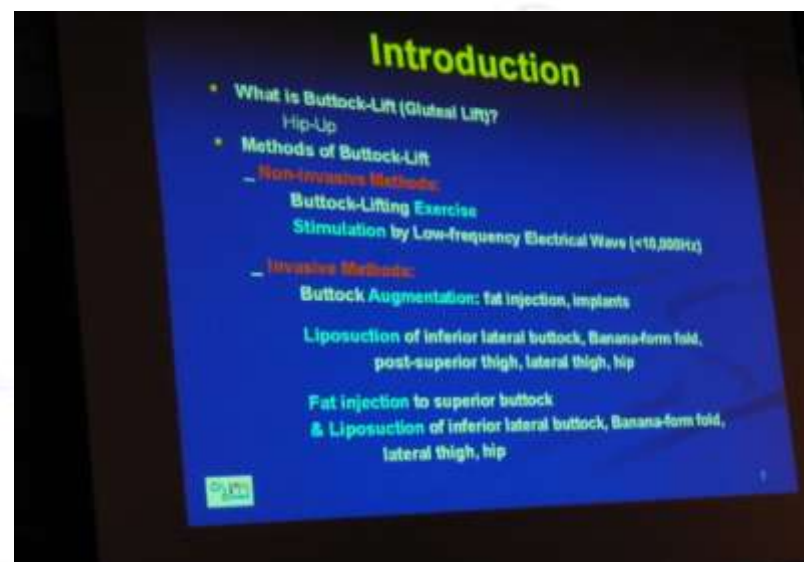 Introduction
• What is Buttock-Lift (Gluteal Lift)?
Hip-Up
• Methods of Buttock-Lift
_ Non-Invasive Methods:
Buttock-Lifting Exercise
Stimulation by Low-frequency Electrical Wave (<10,000Hz)
_ Invasive Methods:
Buttock Augmentation: fat injection, implants
Liposuction of inferior lateral buttock, Banana-form fold,
post-superior thigh, lateral thigh, hip
Fat injection to superior buttock
& Liposuction of inferior lateral buttock, Banana-form fold,
lateral thigh, hip